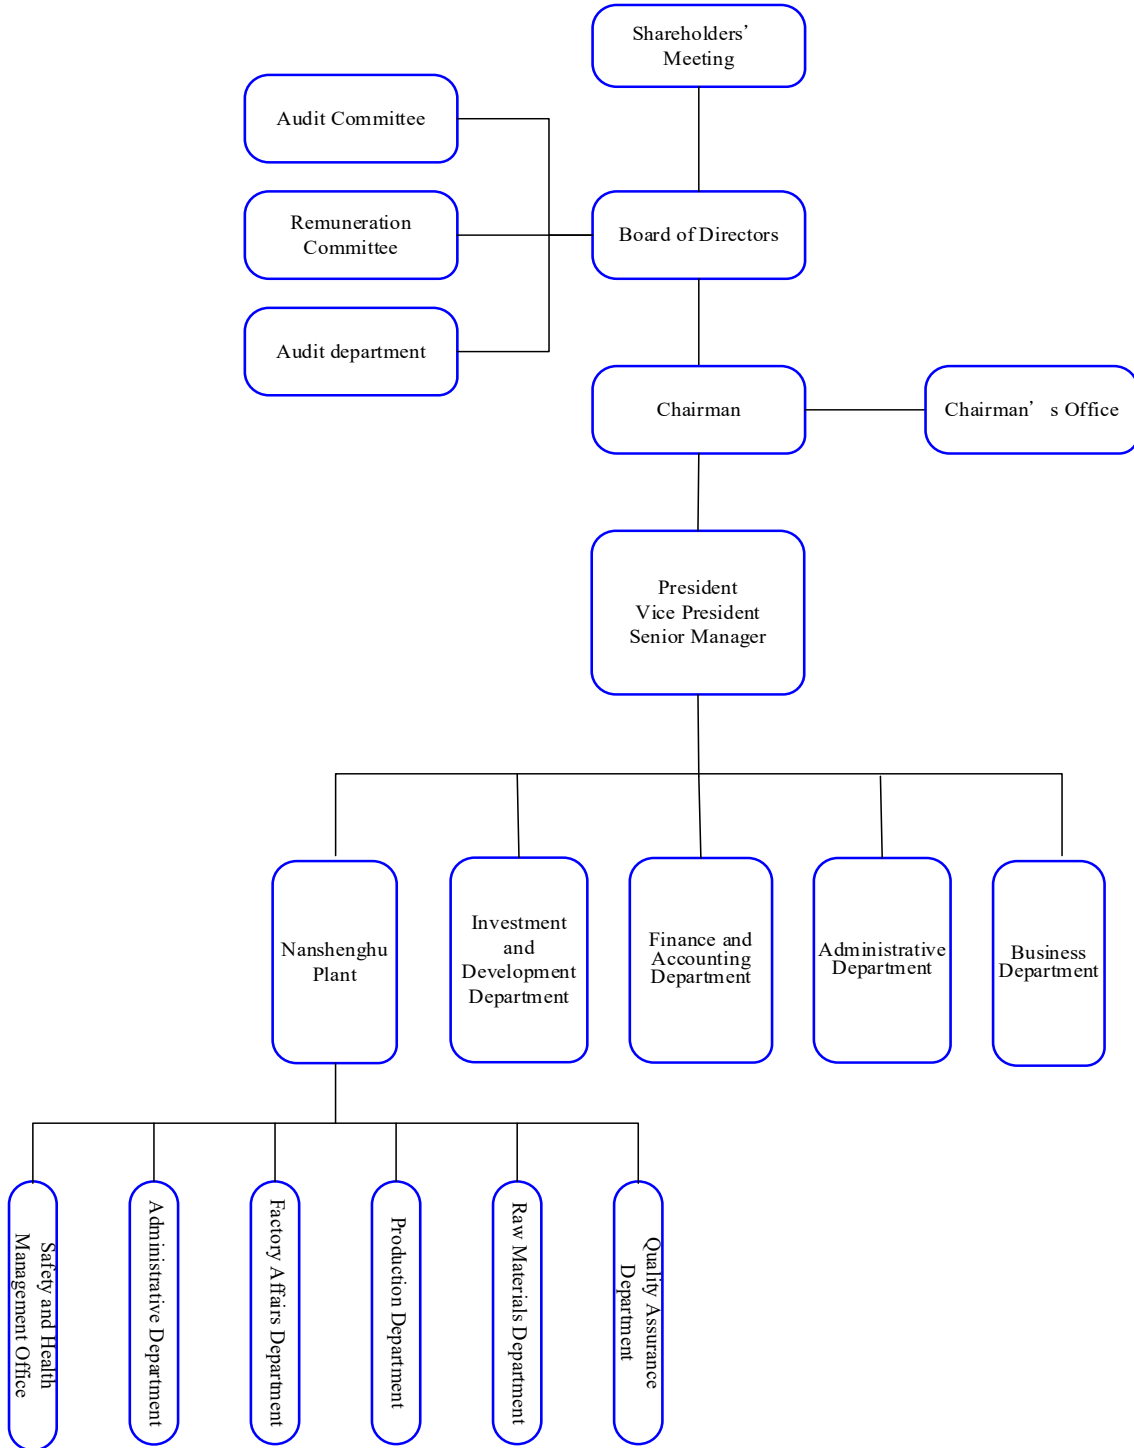 Shareholders’
Meeting
Audit Committee
Remuneration
Committee
Board of Directors
Audit department
Chairman
Chairman’ s Office
President
Vice President
Senior Manager
Nanshenghu
Plant
Investment
and
Development
Department
Finance and
Accounting
Department
Administrative
Department
Business
Department
Safety and Health
Management Office
Administrative Department
Factory Affairs Department
Production Department
Raw Materials Department
Quality Assurance
Department